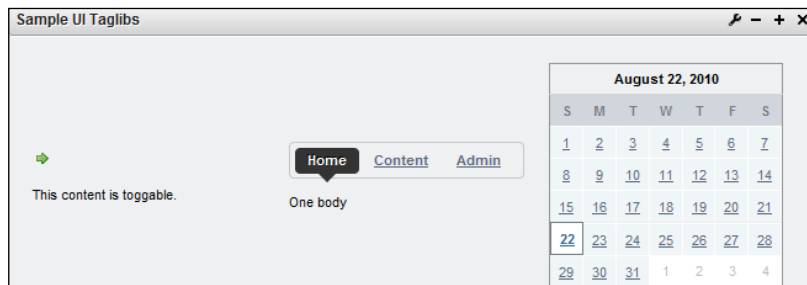 Sample UI Taglibs
This content is toggable.
Home Content Admin
One body
August 22, 2010
S M T W T F S
1 2 3 4 5 6 7
8 9 10 11 12 13 14
15 16 17 18 19 20 21
22 23 24 25 26 27 28
29 30 31 1 2 3 4